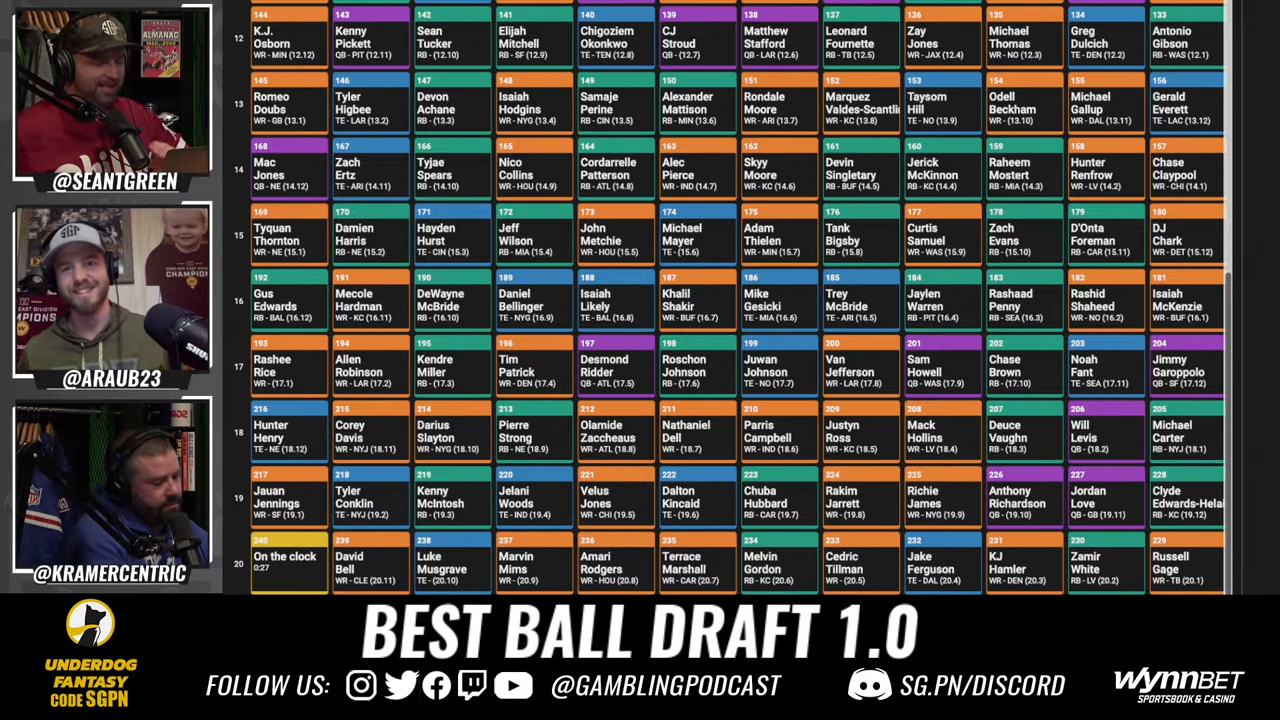 ALMANAC
@SEANTGREEN
SGP
@ARAUB23
@KRAMERCENTRIC
12
144
K.J.
Osborn
WR - MIN (12.12)
143
Kenny
Pickett
QB - PIT (12.11)
142
Sean
Tucker
RB - (12.10)
141
Elijah
Mitchell
RB - SF (12.9)
140
Chigoziem
Okonkwo
TE - TEN (12.8)
139
CJ
Stroud
QB - (12.7)
138
Matthew
Stafford
QB - LAR (12.6)
137
Leonard
Fournette
RB - TB (12.5)
136
Zay
Jones
WR - JAX (12.4)
135
Michael
Thomas
WR - NO (12.3)
134
Greg
Dulcich
TE - DEN (12.2)
133
Antonio
Gibson
RB - WAS (12.1)
13
145
Romeo
Doubs
WR - GB (13.1)
146
Tyler
Higbee
TE - LAR (13.2)
147
Devon
Achane
RB - (13.3)
148
Isaiah
Hodgins
WR - NYG (13.4)
149
Samaje
Perine
RB - CIN (13.5)
150
Alexander
Mattison
RB - MIN (13.6)
151
Rondale
Moore
WR - ARI (13.7)
152
Marquez
Valdes-Scantlin
WR - KC (13.8)
153
Taysom
Hill
TE - NO (13.9)
154
Odell
Beckham
WR - (13.10)
155
Michael
Gallup
WR - DAL (13.11)
156
Gerald
Everett
TE - LAC (13.12)
14
168
Mac
Jones
QB - NE (14.12)
167
Zach
Ertz
TE - ARI (14.11)
166
Tyjae
Spears
RB - (14.10)
165
Nico
Collins
WR - HOU (14.9)
164
Cordarrelle
Patterson
RB - ATL (14.8)
163
Alec
Pierce
WR - IND (14.7)
162
Skyy
Moore
WR - KC (14.6)
161
Devin
Singletary
RB - BUF (14.5)
160
Jerick
McKinnon
RB - KC (14.4)
159
Raheem
Mostert
RB - MIA (14.3)
158
Hunter
Renfrow
WR - LV (14.2)
157
Chase
Claypool
WR - CHI (14.1)
15
169
Tyquan
Thornton
WR - NE (15.1)
170
Damien
Harris
RB - NE (15.2)
171
Hayden
Hurst
TE - CIN (15.3)
172
Jeff
Wilson
RB - MIA (15.4)
173
John
Metchie
WR - HOU (15.5)
174
Michael
Mayer
TE - (15.6)
175
Adam
Thielen
WR - MIN (15.7)
176
Tank
Bigsby
RB - (15.8)
177
Curtis
Samuel
WR - WAS (15.9)
178
Zach
Evans
RB - (15.10)
179
D'Onta
Foreman
RB - CAR (15.11)
180
DJ
Chark
WR - DET (15.12)
16
192
Gus
Edwards
RB - BAL (16.12)
191
Mecole
Hardman
WR - KC (16.11)
190
DeWayne
McBride
RB - (16.10)
189
Daniel
Bellinger
TE - NYG (16.9)
188
Isaiah
Likely
TE - BAL (16.8)
187
Khalil
Shakir
WR - BUF (16.7)
186
Mike
Gesicki
TE - MIA (16.6)
185
Trey
McBride
TE - ARI (16.5)
184
Jaylen
Warren
RB - PIT (16.4)
183
Rashaad
Penny
RB - SEA (16.3)
182
Rashid
Shaheed
WR - NO (16.2)
181
Isaiah
McKenzie
WR - BUF (16.1)
17
193
Rashee
Rice
WR - (17.1)
194
Allen
Robinson
WR - LAR (17.2)
195
Kendre
Miller
RB - (17.3)
196
Tim
Patrick
WR - DEN (17.4)
197
Desmond
Ridder
QB - ATL (17.5)
198
Roschon
Johnson
RB - (17.6)
199
Juwan
Johnson
TE - NO (17.7)
200
Van
Jefferson
WR - LAR (17.8)
201
Sam
Howell
QB - WAS (17.9)
202
Chase
Brown
RB - (17.10)
203
Noah
Fant
TE - SEA (17.11)
204
Jimmy
Garoppolo
QB - SF (17.12)
18
216
Hunter
Henry
TE - NE (18.12)
215
Corey
Davis
WR - NYJ (18.11)
214
Darius
Slayton
WR - NYG (18.10)
213
Pierre
Strong
RB - NE (18.9)
212
Olamide
Zaccheaus
WR - ATL (18.8)
211
Nathaniel
Dell
WR - (18.7)
210
Parris
Campbell
WR - IND (18.6)
209
Justyn
Ross
WR - KC (18.5)
208
Mack
Hollins
WR - LV (18.4)
207
Deuce
Vaughn
RB - (18.3)
206
Will
Levis
QB - (18.2)
205
Michael
Carter
RB - NYJ (18.1)
19
217
Jauan
Jennings
WR - SF (19.1)
218
Tyler
Conklin
TE - NYJ (19.2)
219
Kenny
McIntosh
RB - (19.3)
220
Jelani
Woods
TE - IND (19.4)
221
Velus
Jones
WR - CHI (19.5)
222
Dalton
Kincaid
TE - (19.6)
223
Chuba
Hubbard
RB - CAR (19.7)
224
Rakim
Jarrett
WR - (19.8)
225
Richie
James
WR - NYG (19.9)
226
Anthony
Richardson
QB - (19.10)
227
Jordan
Love
QB - GB (19.11)
228
Clyde
Edwards-Helai
RB - KC (19.12)
20
240
On the clock
0:27
239
David
Bell
WR - CLE (20.11)
238
Luke
Musgrave
TE - (20.10)
237
Marvin
Mims
WR - (20.9)
236
Amari
Rodgers
WR - HOU (20.8)
235
Terrace
Marshall
WR - CAR (20.7)
234
Melvin
Gordon
RB - KC (20.6)
233
Cedric
Tillman
WR - (20.5)
232
Jake
Ferguson
TE - DAL (20.4)
231
KJ
Hamler
WR - DEN (20.3)
230
Zamir
White
RB - LV (20.2)
229
Russell
Gage
WR - TB (20.1)
BEST BALL DRAFT 1.0
UNDERDOG
FANTASY
CODE SGPN
FOLLOW US:
@GAMBLINGPODCAST
SG.PN/DISCORD
WYNNBET
SPORTSBOOK & CASINO